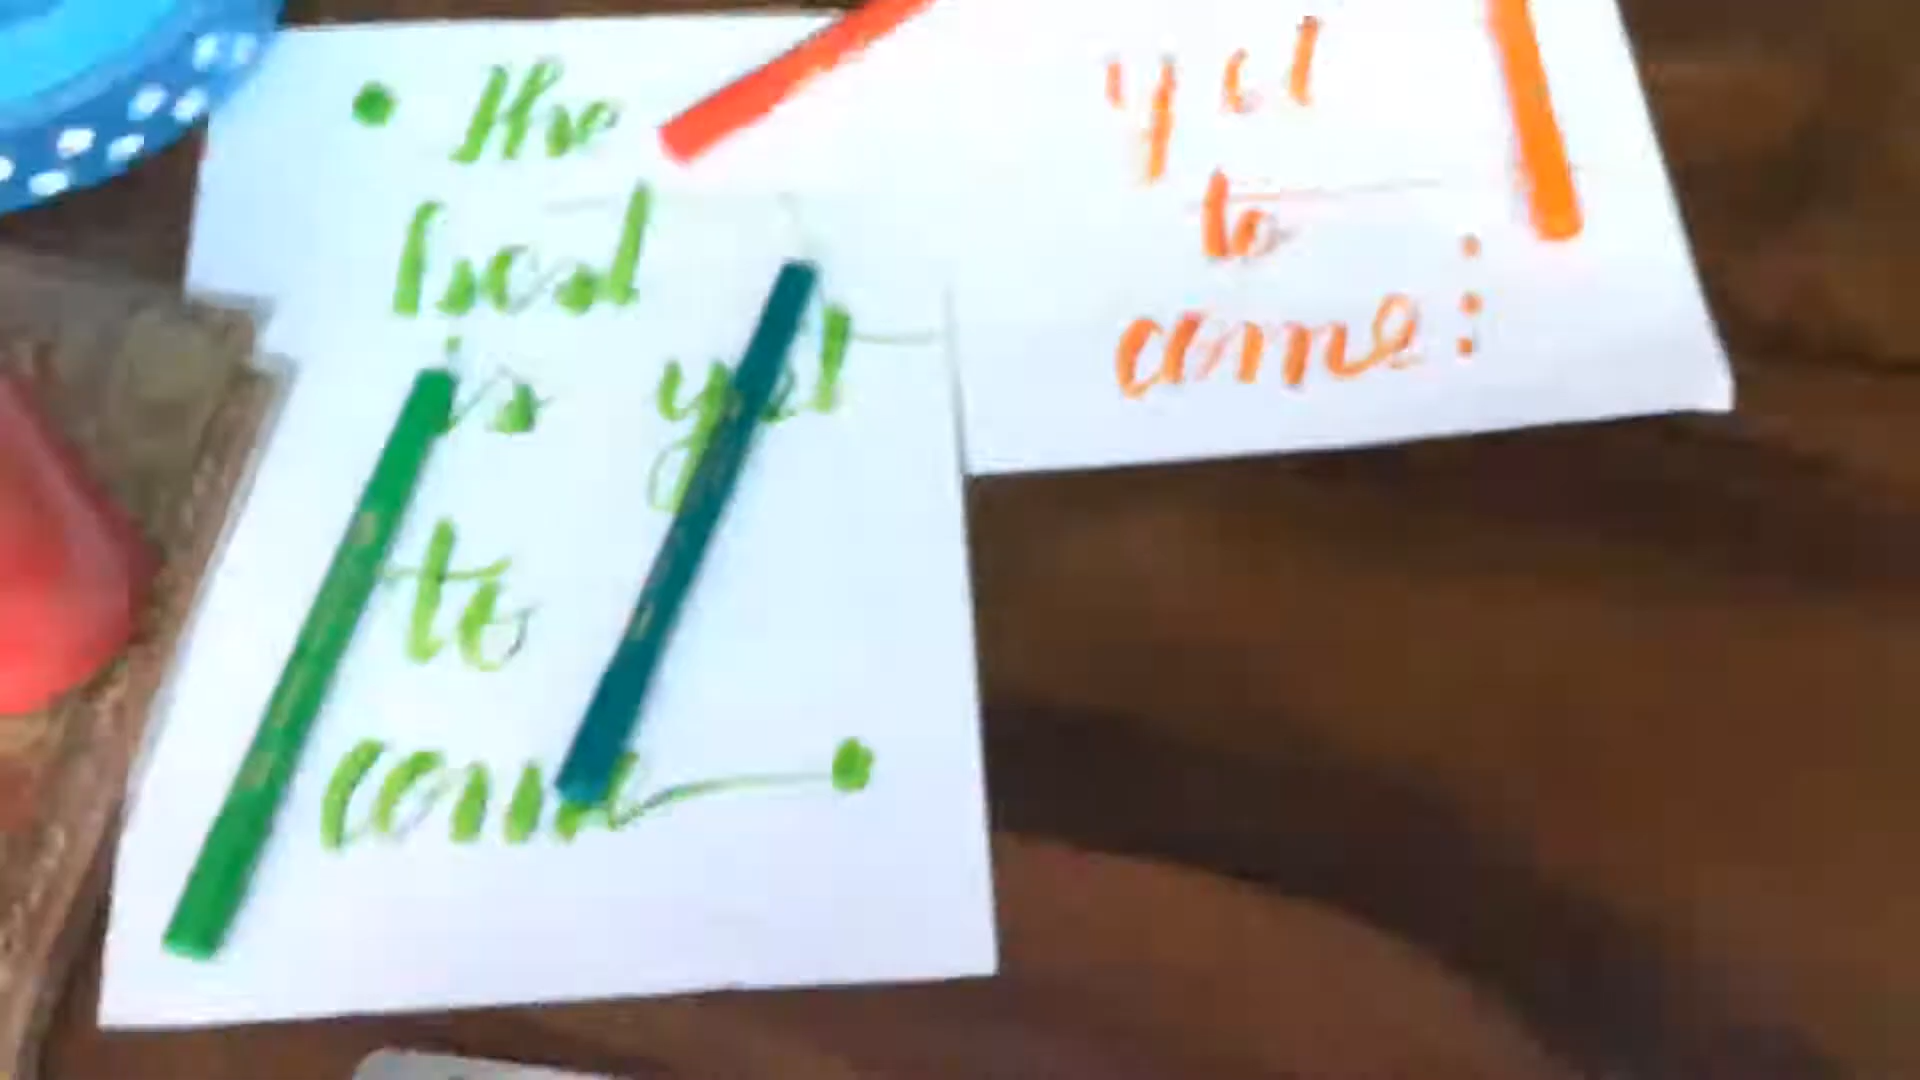 the
best
is yet
to
come
yet
to
come: